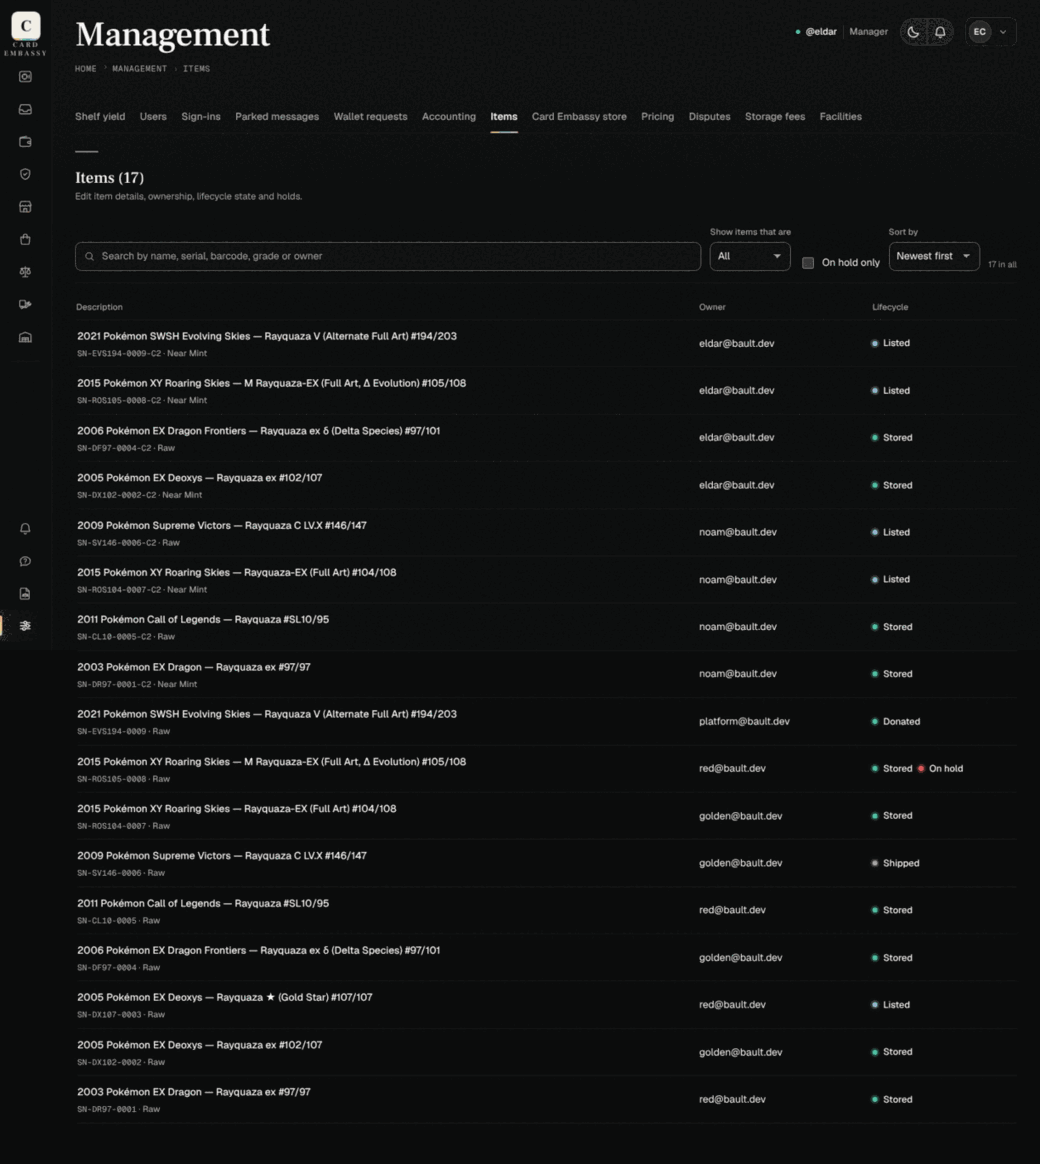 C
CARD
EMBASSY
Management
@eldar
Manager
EC
HOME › MANAGEMENT › ITEMS
Shelf yield
Users
Sign-ins
Parked messages
Wallet requests
Accounting
Items
Card Embassy store
Pricing
Disputes
Storage fees
Facilities
Items (17)
Edit item details, ownership, lifecycle state and holds.
Search by name, serial, barcode, grade or owner
Show items that are
All
On hold only
Sort by
Newest first
17 in all
Description Owner Lifecycle
2021 Pokémon SWSH Evolving Skies — Rayquaza V (Alternate Full Art) #194/203
SN-EVS194-0009-C2 · Near Mint
eldar@bault.dev
Listed
2015 Pokémon XY Roaring Skies — M Rayquaza-EX (Full Art, Δ Evolution) #105/108
SN-ROS105-0008-C2 · Near Mint
eldar@bault.dev
Listed
2006 Pokémon EX Dragon Frontiers — Rayquaza ex δ (Delta Species) #97/101
SN-DF97-0004-C2 · Raw
eldar@bault.dev
Stored
2005 Pokémon EX Deoxys — Rayquaza ex #102/107
SN-DX102-0002-C2 · Near Mint
eldar@bault.dev
Stored
2009 Pokémon Supreme Victors — Rayquaza C LV.X #146/147
SN-SV146-0006-C2 · Raw
noam@bault.dev
Listed
2015 Pokémon XY Roaring Skies — Rayquaza-EX (Full Art) #104/108
SN-ROS104-0007-C2 · Near Mint
noam@bault.dev
Listed
2011 Pokémon Call of Legends — Rayquaza #SL10/95
SN-CL10-0005-C2 · Raw
noam@bault.dev
Stored
2003 Pokémon EX Dragon — Rayquaza ex #97/97
SN-DR97-0001-C2 · Near Mint
noam@bault.dev
Stored
2021 Pokémon SWSH Evolving Skies — Rayquaza V (Alternate Full Art) #194/203
SN-EVS194-0009 · Raw
platform@bault.dev
Donated
2015 Pokémon XY Roaring Skies — M Rayquaza-EX (Full Art, Δ Evolution) #105/108
SN-ROS105-0008 · Raw
red@bault.dev
Stored On hold
2015 Pokémon XY Roaring Skies — Rayquaza-EX (Full Art) #104/108
SN-ROS104-0007 · Raw
golden@bault.dev
Stored
2009 Pokémon Supreme Victors — Rayquaza C LV.X #146/147
SN-SV146-0006 · Raw
golden@bault.dev
Shipped
2011 Pokémon Call of Legends — Rayquaza #SL10/95
SN-CL10-0005 · Raw
red@bault.dev
Stored
2006 Pokémon EX Dragon Frontiers — Rayquaza ex δ (Delta Species) #97/101
SN-DF97-0004 · Raw
golden@bault.dev
Stored
2005 Pokémon EX Deoxys — Rayquaza ★ (Gold Star) #107/107
SN-DX107-0003 · Raw
red@bault.dev
Listed
2005 Pokémon EX Deoxys — Rayquaza ex #102/107
SN-DX102-0002 · Raw
golden@bault.dev
Stored
2003 Pokémon EX Dragon — Rayquaza ex #97/97
SN-DR97-0001 · Raw
red@bault.dev
Stored